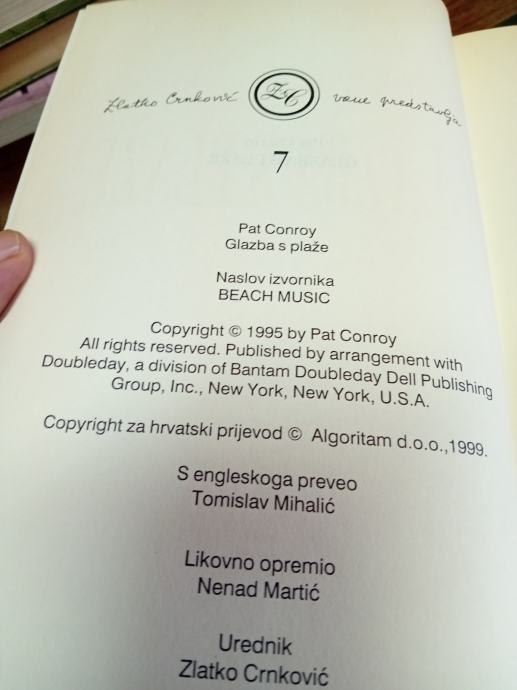 Zlatko Crnković ZC vam predstavlja
7
Pat Conroy
Glazba s plaže
Naslov izvornika
BEACH MUSIC
Copyright © 1995 by Pat Conroy
All rights reserved. Published by arrangement with
Doubleday, a division of Bantam Doubleday Dell Publishing
Group, Inc., New York, New York, U.S.A.
Copyright za hrvatski prijevod © Algoritam d.o.o.,1999.
S engleskoga preveo
Tomislav Mihalić
Likovno opremio
Nenad Martić
Urednik
Zlatko Crnković